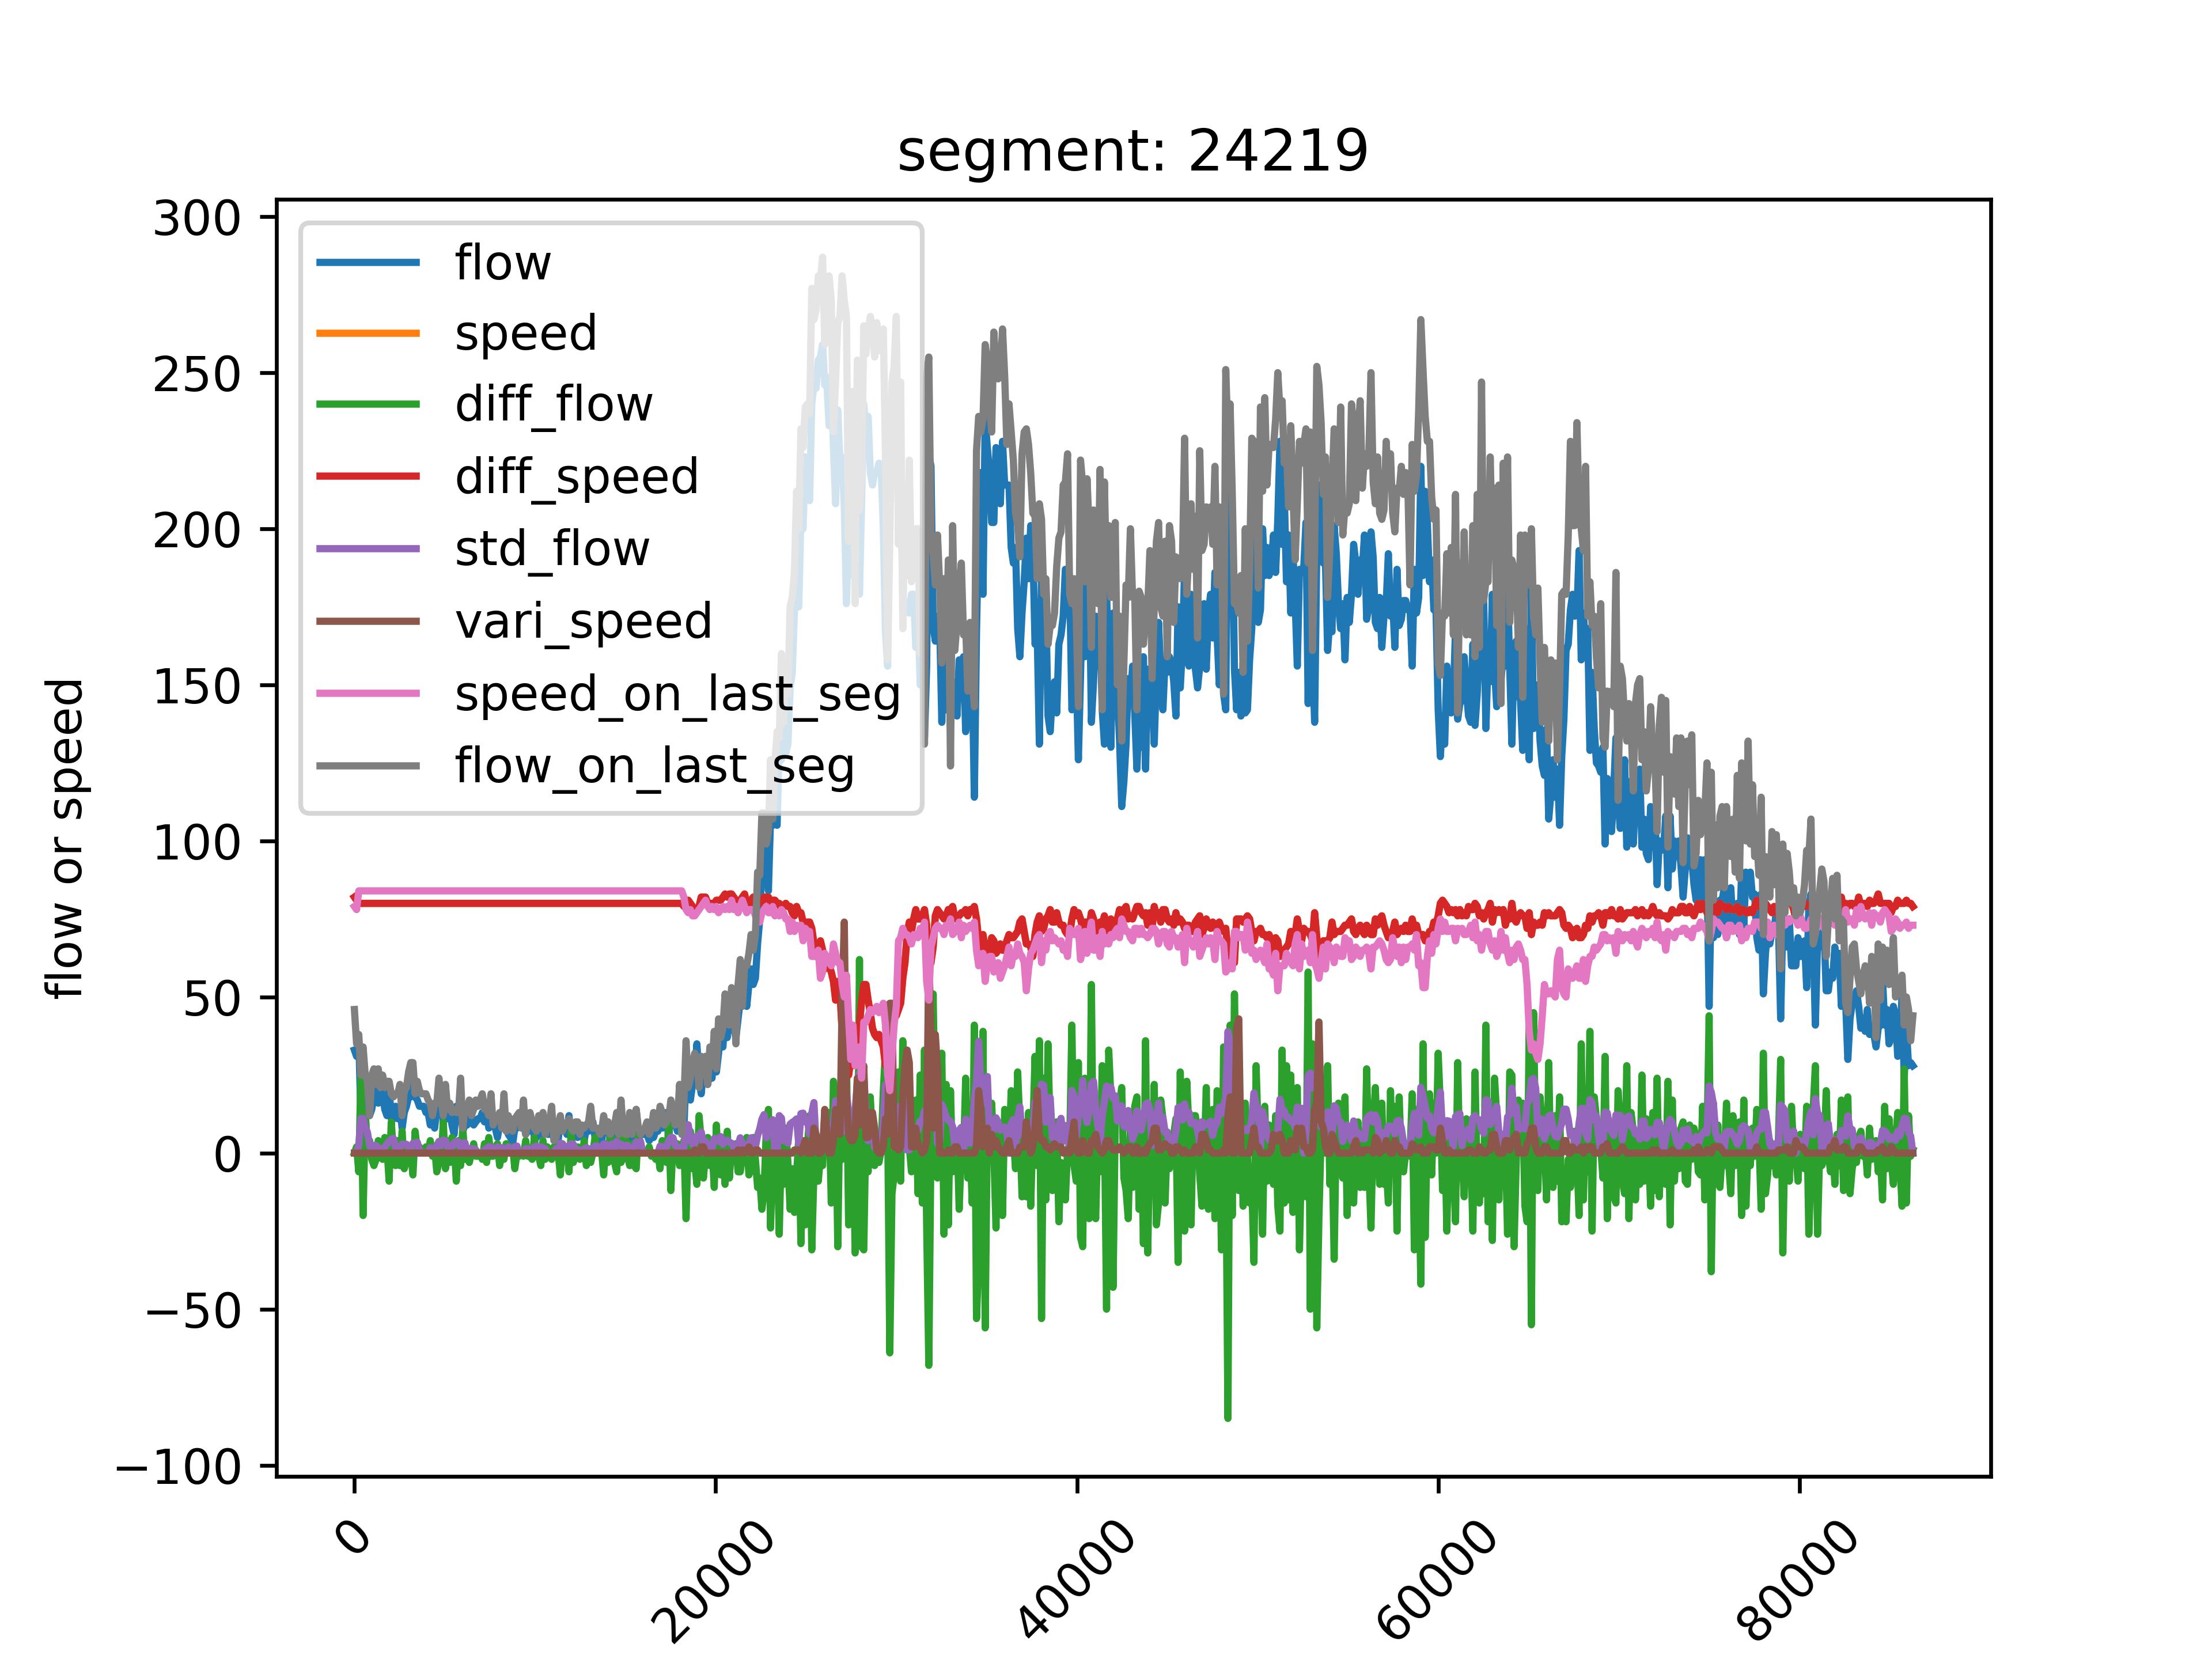 segment: 24219
300
250
200
150
100
50
0
−50
−100
flow or speed
flow
speed
diff_flow
diff_speed
std_flow
vari_speed
speed_on_last_seg
flow_on_last_seg
0
20000
40000
60000
80000